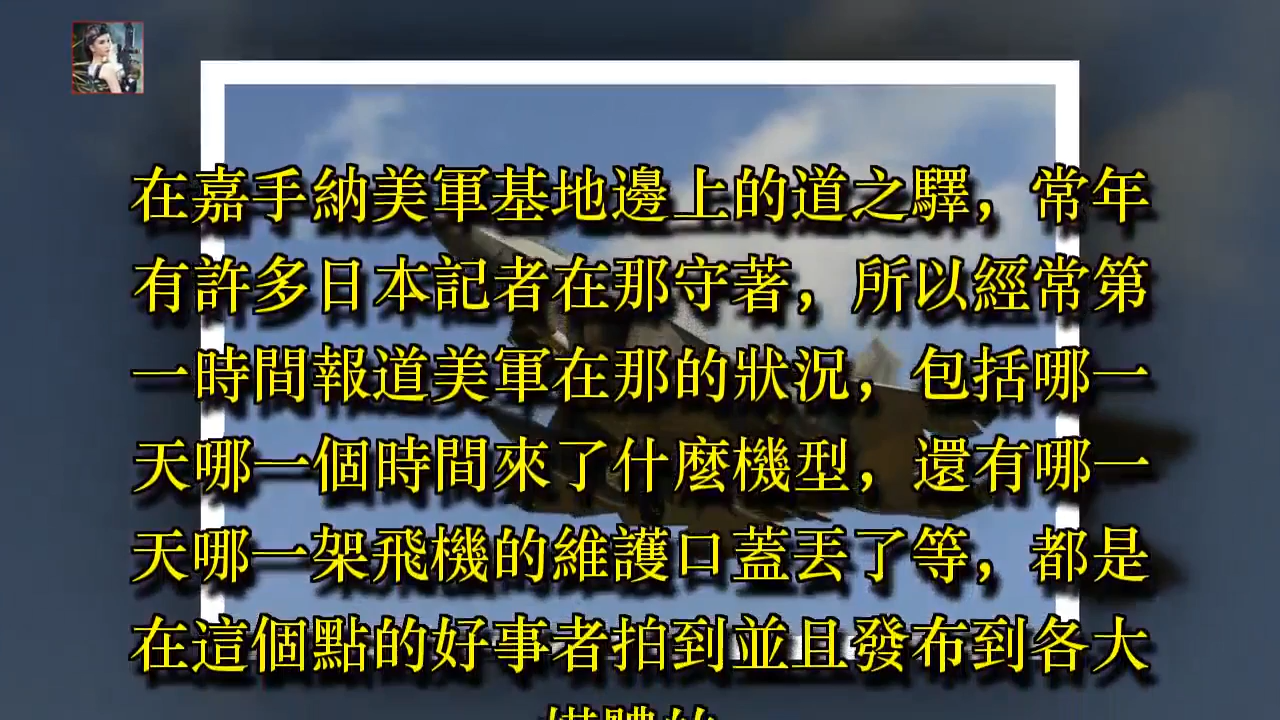 在嘉手納美軍基地邊上的道之驛，常年
有許多日本記者在那守著，所以經常第
一時間報道美軍在那的狀況，包括哪一
天哪一個時間來了什麼機型，還有哪一
天哪一架飛機的維護口蓋丟了等，都是
在這個點的好事者拍到並且發布到各大